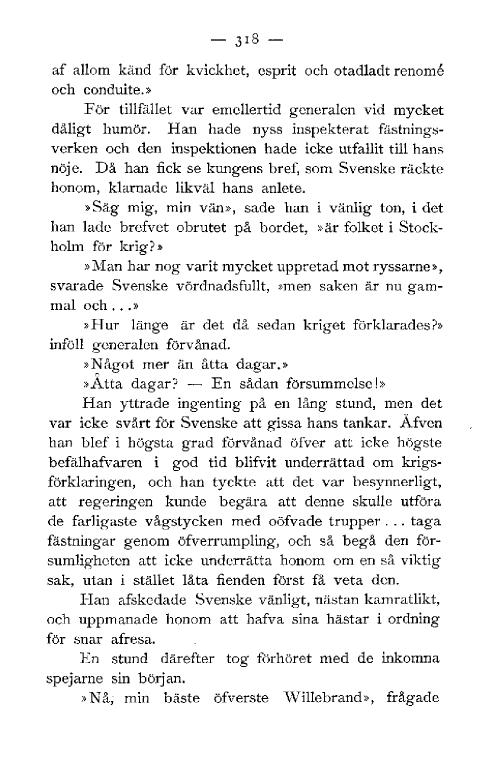 — 318 —
af allom känd för kvickhet, esprit och otadladt renomé
och conduite.»
För tillfället var emellertid generalen vid mycket
dåligt humör. Han hade nyss inspekterat fästnings-
verken och den inspektionen hade icke utfallit till hans
nöje. Då han fick se kungens bref, som Svenske räckte
honom, klarnade likväl hans anlete.
»Säg mig, min vän», sade han i vänlig ton, i det
han lade brefvet obrutet på bordet, »är folket i Stock-
holm för krig?»
»Man har nog varit mycket uppretad mot ryssarne»,
svarade Svenske vördnadsfullt, »men saken är nu gam-
mal och . . .»
»Hur länge är det då sedan kriget förklarades?»
inföll generalen förvånad.
»Något mer än åtta dagar.»
»Åtta dagar? — En sådan försummelse!»
Han yttrade ingenting på en lång stund, men det
var icke svårt för Svenske att gissa hans tankar. Äfven
han blef i högsta grad förvånad öfver att icke högste
befälhafvaren i god tid blifvit underrättad om krigs-
förklaringen, och han tyckte att det var besynnerligt,
att regeringen kunde begära att denne skulle utföra
de farligaste vågstycken med oöfvade trupper . . . taga
fästningar genom öfverrumpling, och så begå den för-
sumligheten att icke underrätta honom om en så viktig
sak, utan i stället låta fienden först få veta den.
Han afskedade Svenske vänligt, nästan kamratlikt,
och uppmanade honom att hafva sina hästar i ordning
för snar afresa.
En stund därefter tog förhöret med de inkomna
spejarne sin början.
»Nå, min bäste öfverste Willebrand», frågade